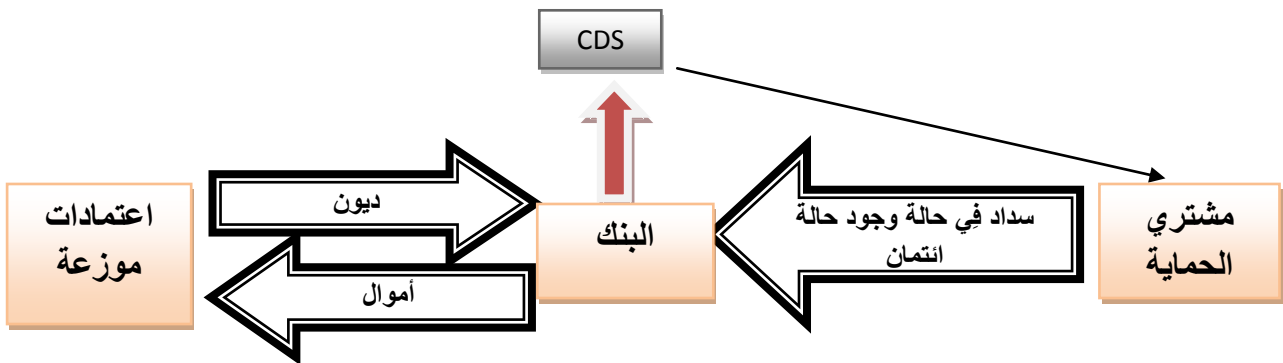 CDS
مشتري
الحماية
سداد فِي حالة وجود حالة
ائتمان
البنك
ديون
أموال
اعتمادات
موزعة